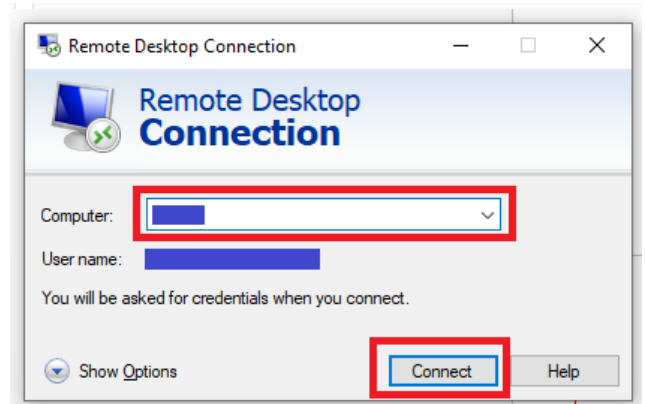 Remote Desktop Connection
Remote Desktop
Connection
Computer:
User name:
You will be asked for credentials when you connect.
Show Options
Connect
Help